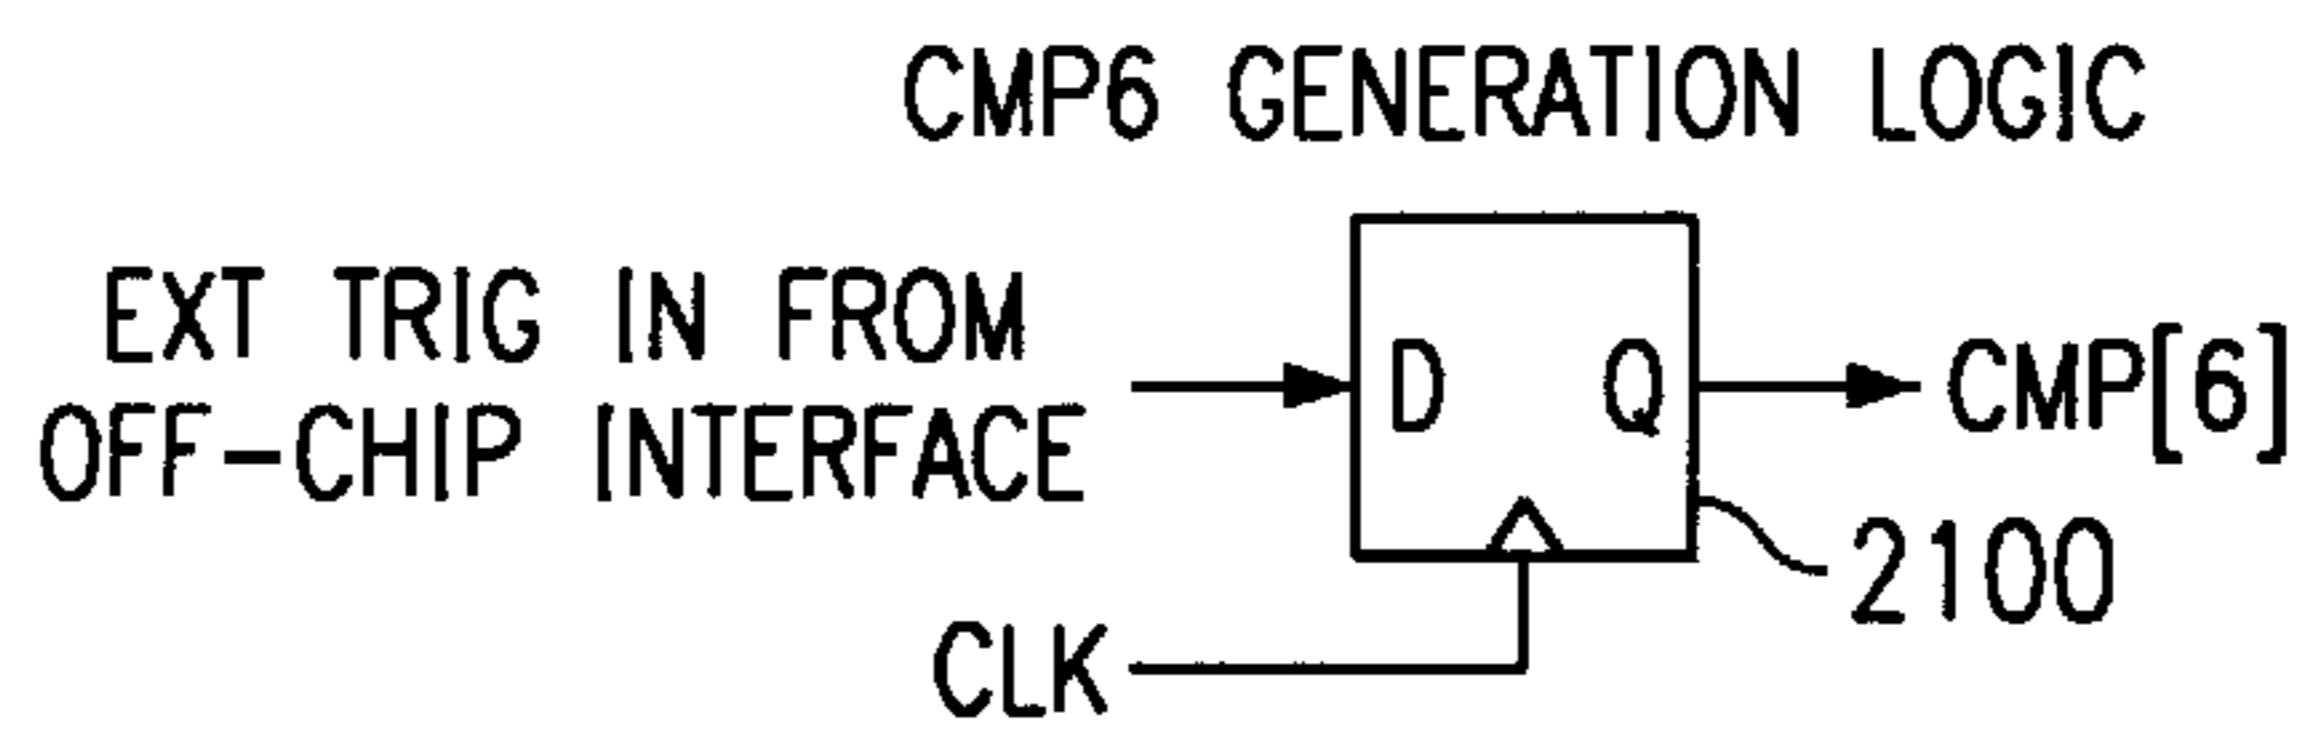 CMP6 GENERATION LOGIC
EXT TRIG IN FROM
OFF-CHIP INTERFACE
D
Q
CMP[6]
2100
CLK